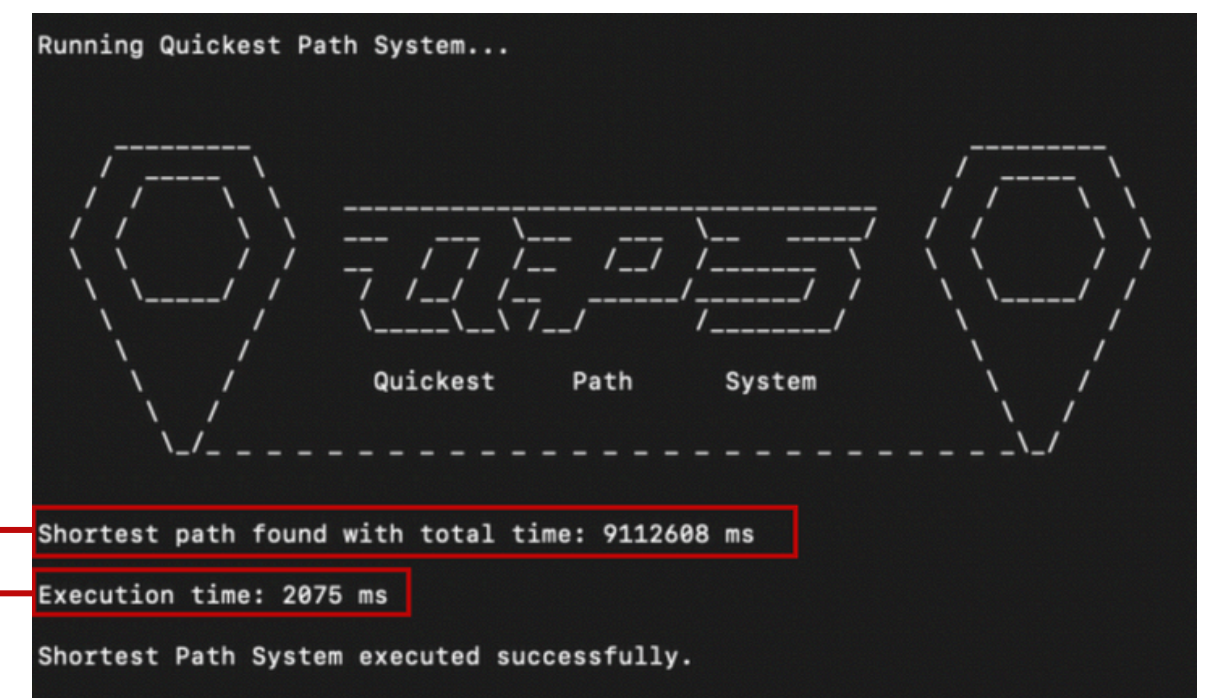 Running Quickest Path System...
QPS
Quickest Path System
Shortest path found with total time: 9112608 ms
Execution time: 2075 ms
Shortest Path System executed successfully.